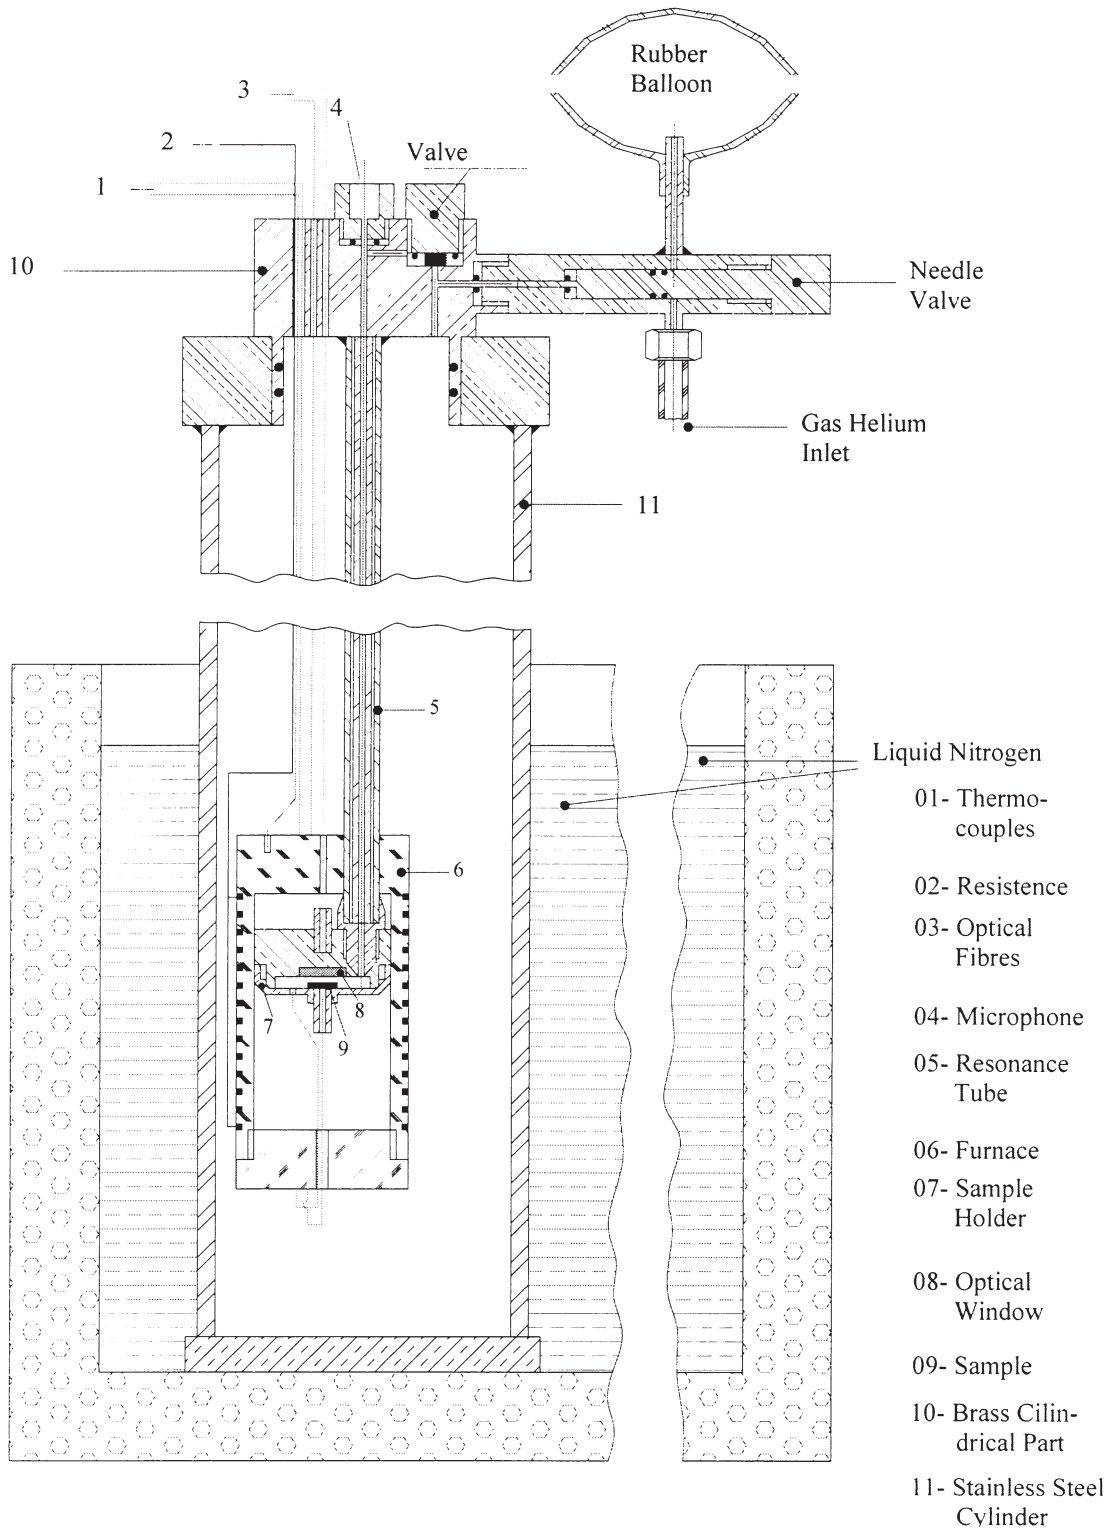 Rubber
Balloon
3
4
2
Valve
1
10
Needle
Valve
Gas Helium
Inlet
11
5
Liquid Nitrogen
6
7
8
9
01- Thermo-
couples
02- Resistence
03- Optical
Fibres
04- Microphone
05- Resonance
Tube
06- Furnace
07- Sample
Holder
08- Optical
Window
09- Sample
10- Brass Cilin-
drical Part
11- Stainless Steel
Cylinder